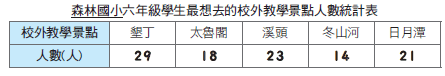 森林國小六年級學生最想去的校外教學景點人數統計表
校外教學景點 墾丁 太魯閣 溪頭 冬山河 日月潭
人數(人) 29 18 23 14 21